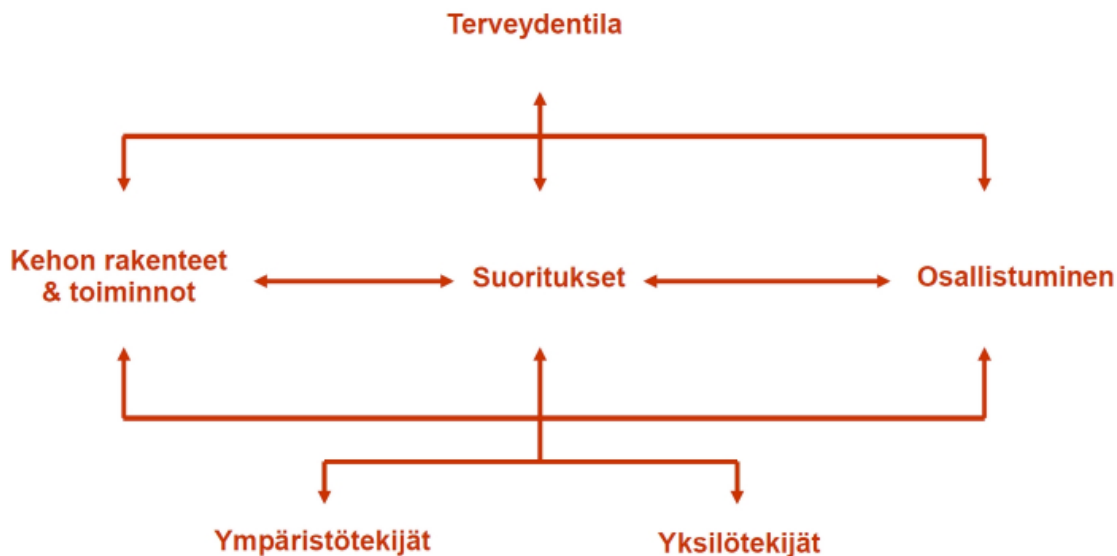 Terveydentila
Kehon rakenteet
& toiminnot
Suoritukset
Osallistuminen
Ympäristötekijät
Yksilötekijät